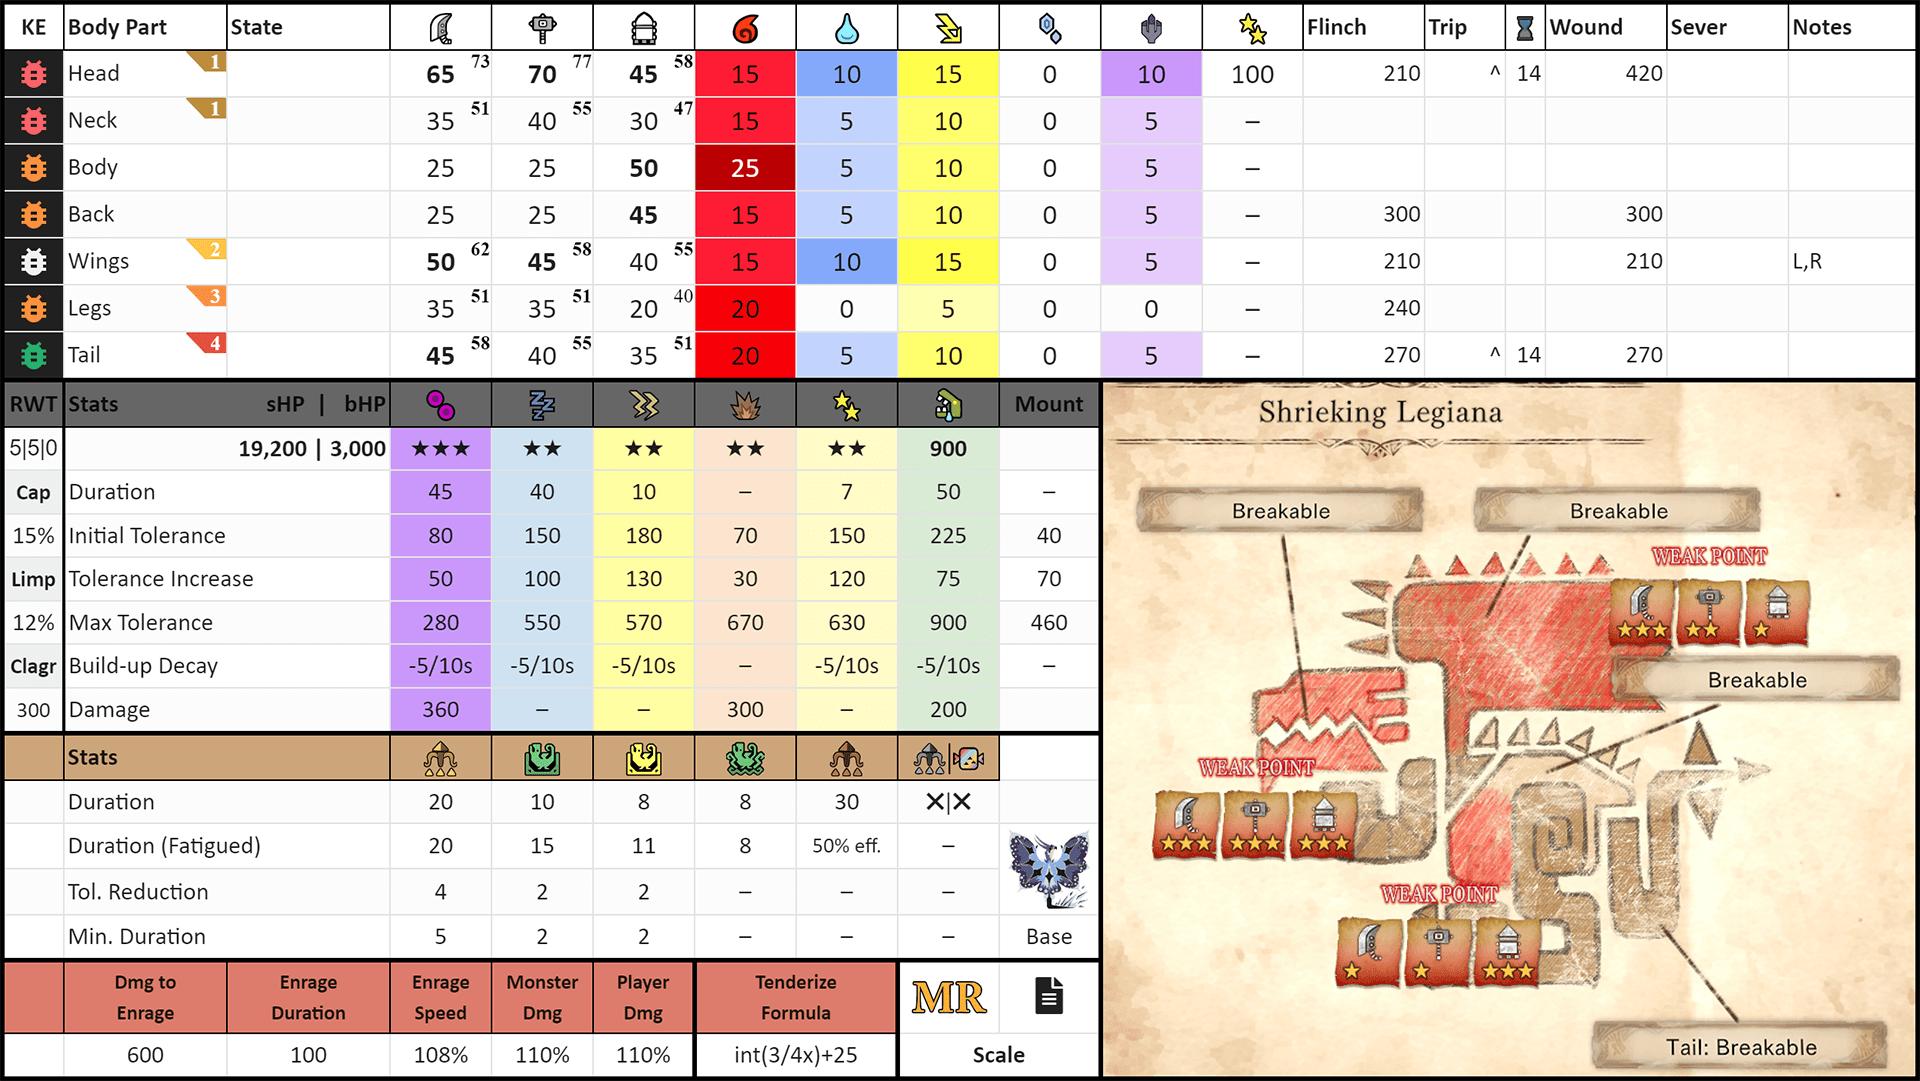 KE Body Part State Flinch Trip Wound Sever Notes
Head 1 65 73 70 77 45 58 15 10 15 0 10 100 210 ^ 14 420
Neck 1 35 51 40 55 30 47 15 5 10 0 5 –
Body 25 25 50 25 5 10 0 5 –
Back 25 25 45 15 5 10 0 5 – 300 300
Wings 2 50 62 45 58 40 55 15 10 15 0 5 – 210 210 L,R
Legs 3 35 51 35 51 20 40 20 0 5 0 0 – 240
Tail 4 45 58 40 55 35 51 20 5 10 0 5 – 270 ^ 14 270
RWT Stats sHP | bHP Mount
5|5|0 19,200 | 3,000 ★★★ ★★ ★★ ★★ ★★ 900
Cap Duration 45 40 10 – 7 50 –
15% Initial Tolerance 80 150 180 70 150 225 40
Limp Tolerance Increase 50 100 130 30 120 75 70
12% Max Tolerance 280 550 570 670 630 900 460
Clagr Build-up Decay -5/10s -5/10s -5/10s – -5/10s -5/10s –
300 Damage 360 – – 300 – 200
Stats
Duration 20 10 8 8 30 ✕|✕
Duration (Fatigued) 20 15 11 8 50% eff. –
Tol. Reduction 4 2 2 – – –
Min. Duration 5 2 2 – – – Base
Dmg to Enrage Enrage Duration Enrage Speed Monster Dmg Player Dmg Tenderize Formula MR
600 100 108% 110% 110% int(3/4x)+25 Scale
Shrieking Legiana
Breakable Breakable
WEAK POINT
★★★ ★★ ★
Breakable
WEAK POINT
★★★ ★★★ ★★★
WEAK POINT
★ ★ ★★★
Tail: Breakable